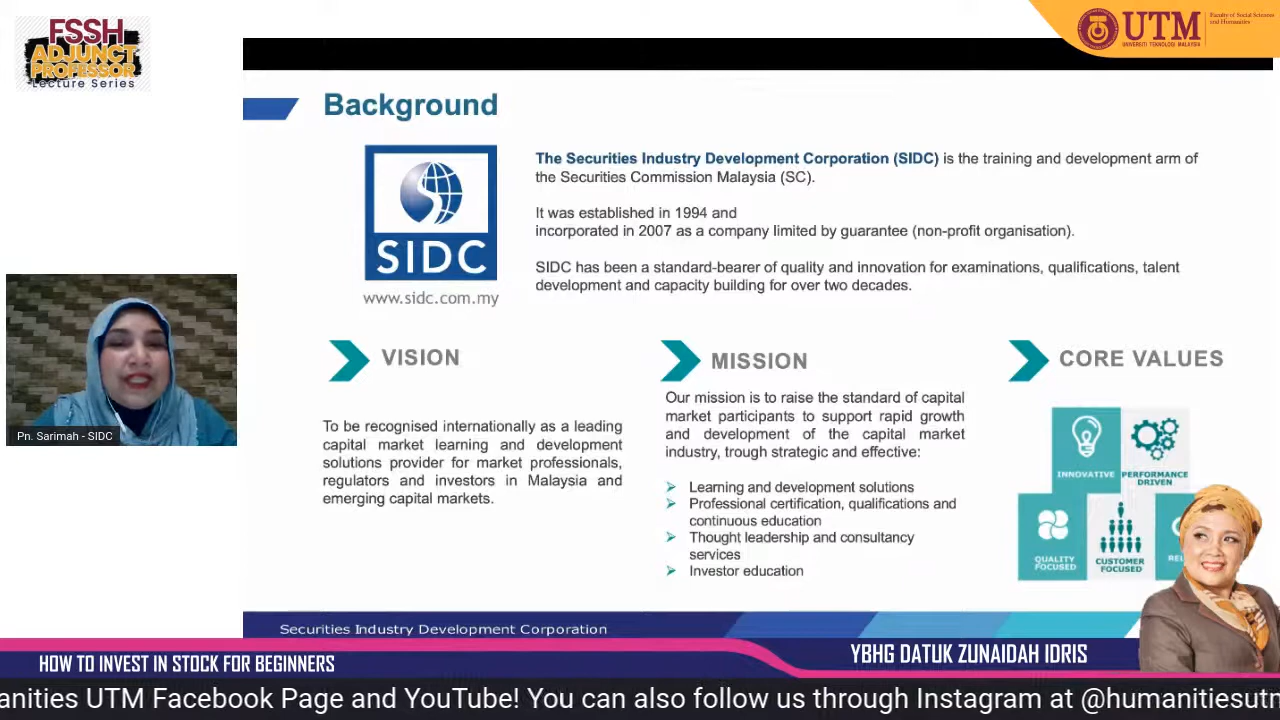 FSSH
ADJUNCT
PROFESSOR
Lecture Series
UTM
UNIVERSITI TEKNOLOGI MALAYSIA
Faculty of Social Sciences
and Humanities
Background
SIDC
www.sidc.com.my
The Securities Industry Development Corporation (SIDC) is the training and development arm of
the Securities Commission Malaysia (SC).
It was established in 1994 and
incorporated in 2007 as a company limited by guarantee (non-profit organisation).
SIDC has been a standard-bearer of quality and innovation for examinations, qualifications, talent
development and capacity building for over two decades.
VISION
To be recognised internationally as a leading
capital market learning and development
solutions provider for market professionals,
regulators and investors in Malaysia and
emerging capital markets.
MISSION
Our mission is to raise the standard of capital
market participants to support rapid growth
and development of the capital market
industry, trough strategic and effective:
Learning and development solutions
Professional certification, qualifications and
continuous education
Thought leadership and consultancy
services
Investor education
CORE VALUES
INNOVATIVE
PERFORMANCE
DRIVEN
QUALITY
FOCUSED
CUSTOMER
FOCUSED
Pn. Sarimah - SIDC
Securities Industry Development Corporation
HOW TO INVEST IN STOCK FOR BEGINNERS
YBHG DATUK ZUNAIDAH IDRIS
anities UTM Facebook Page and YouTube! You can also follow us through Instagram at @humanitiesutm